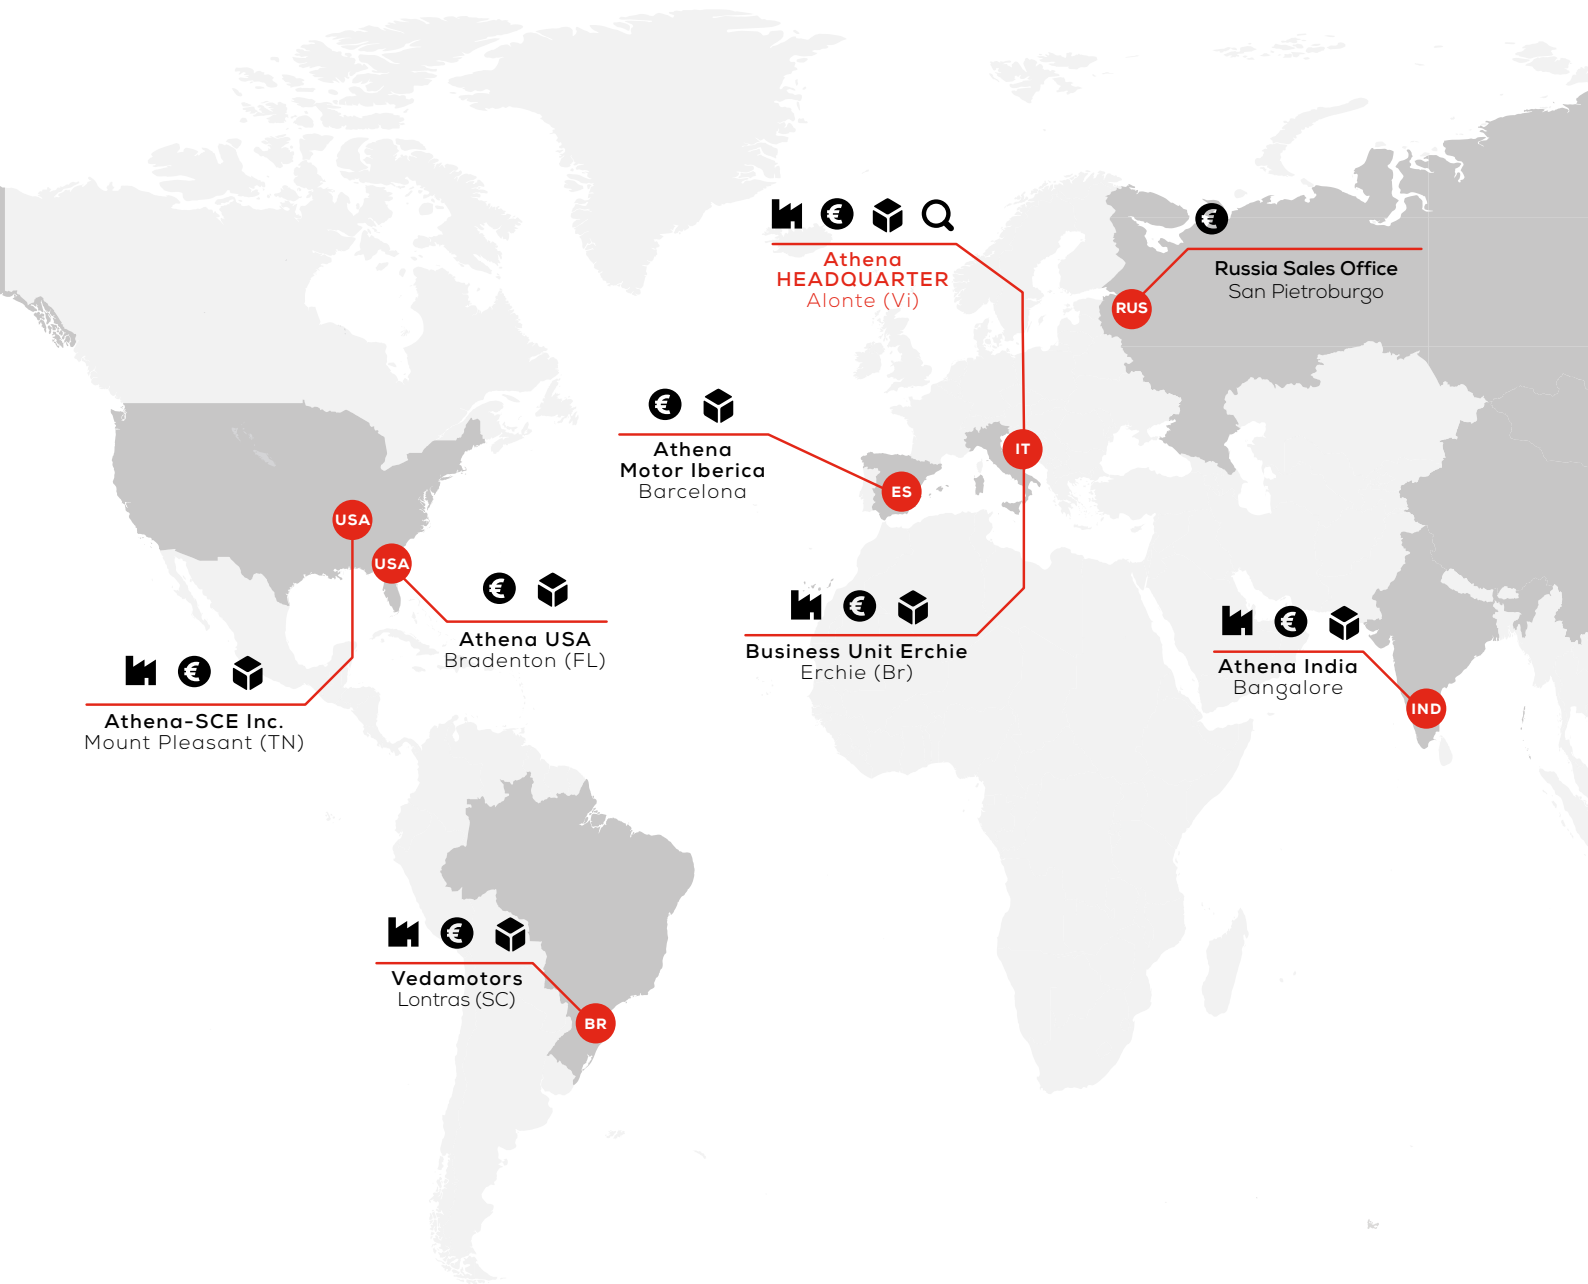 Athena
HEADQUARTER
Alonte (Vi)
Russia Sales Office
San Pietroburgo
RUS
Athena
Motor Iberica
Barcelona
IT
ES
USA
USA
Athena USA
Bradenton (FL)
Business Unit Erchie
Erchie (Br)
Athena India
Bangalore
IND
Athena-SCE Inc.
Mount Pleasant (TN)
Vedamotors
Lontras (SC)
BR